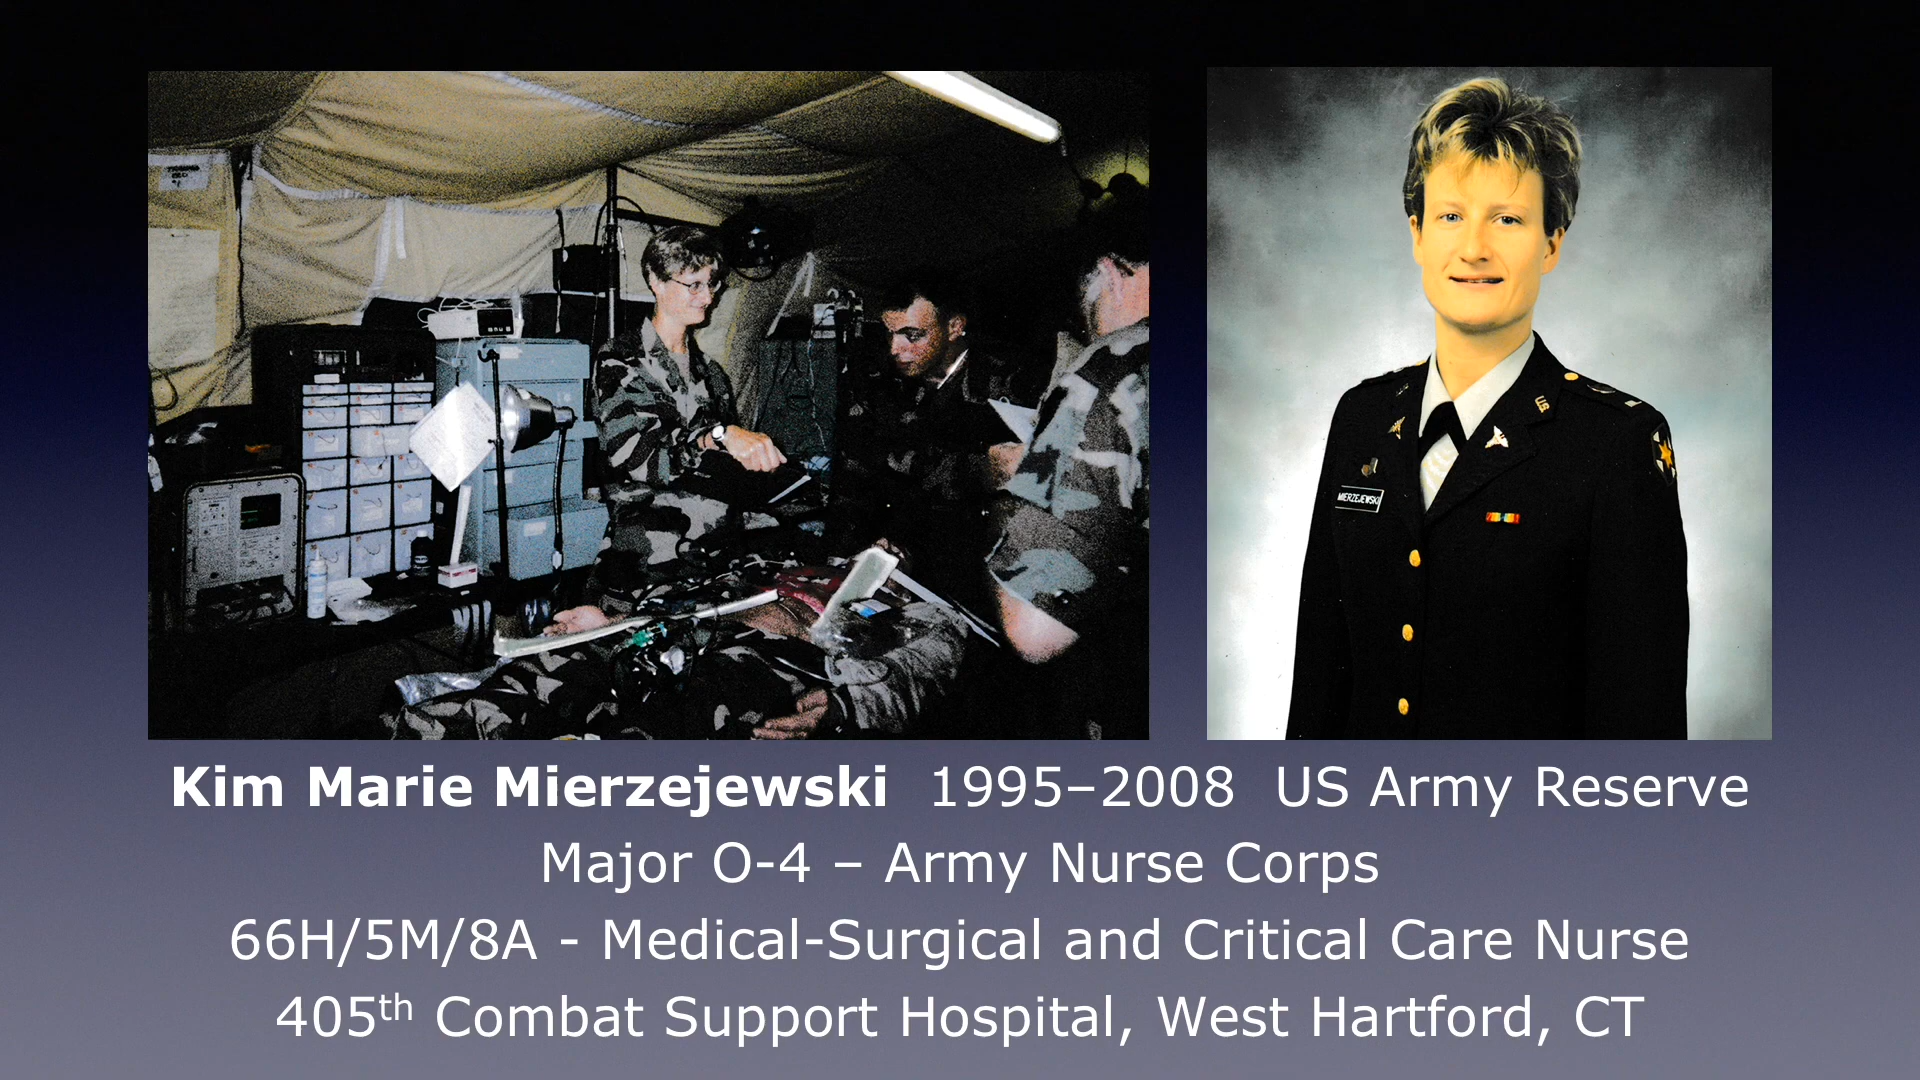 MIERZEJEWSKI
US
Kim Marie Mierzejewski 1995–2008 US Army Reserve
Major O-4 – Army Nurse Corps
66H/5M/8A - Medical-Surgical and Critical Care Nurse
405th Combat Support Hospital, West Hartford, CT